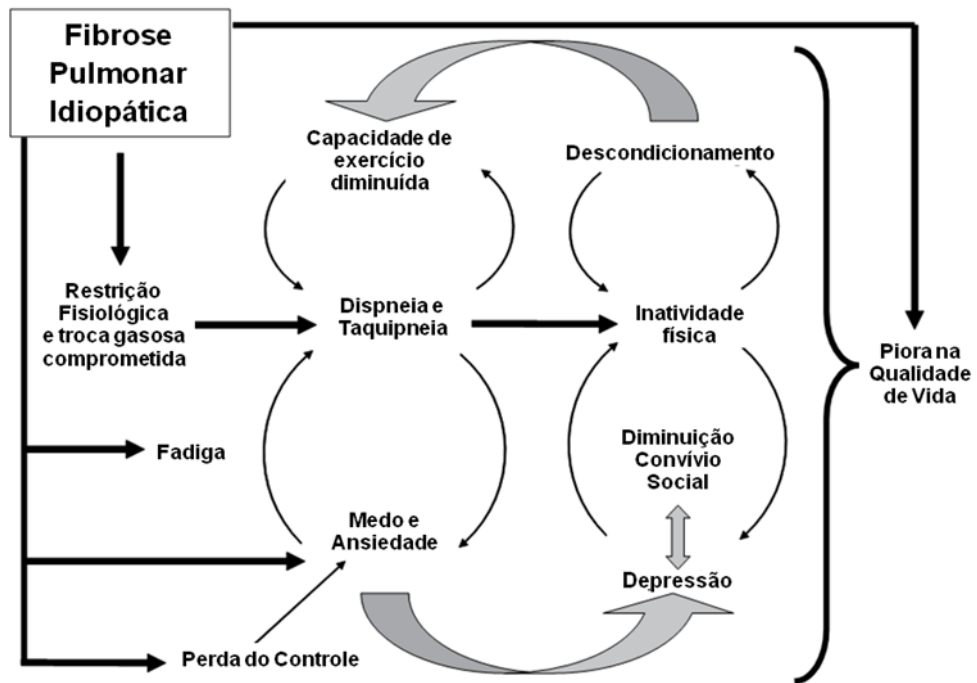 Fibrose
Pulmonar
Idiopática
Capacidade de
exercício
diminuída
Descondicionamento
Restrição
Fisiológica
e troca gasosa
comprometida
Dispneia e
Taquipneia
Inatividade
física
Piora na
Qualidade
de Vida
Fadiga
Diminuição
Convívio
Social
Medo e
Ansiedade
Depressão
Perda do Controle